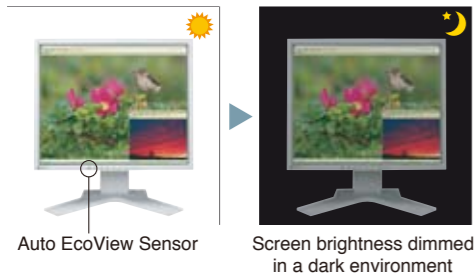 Auto EcoView Sensor
Screen brightness dimmed
in a dark environment